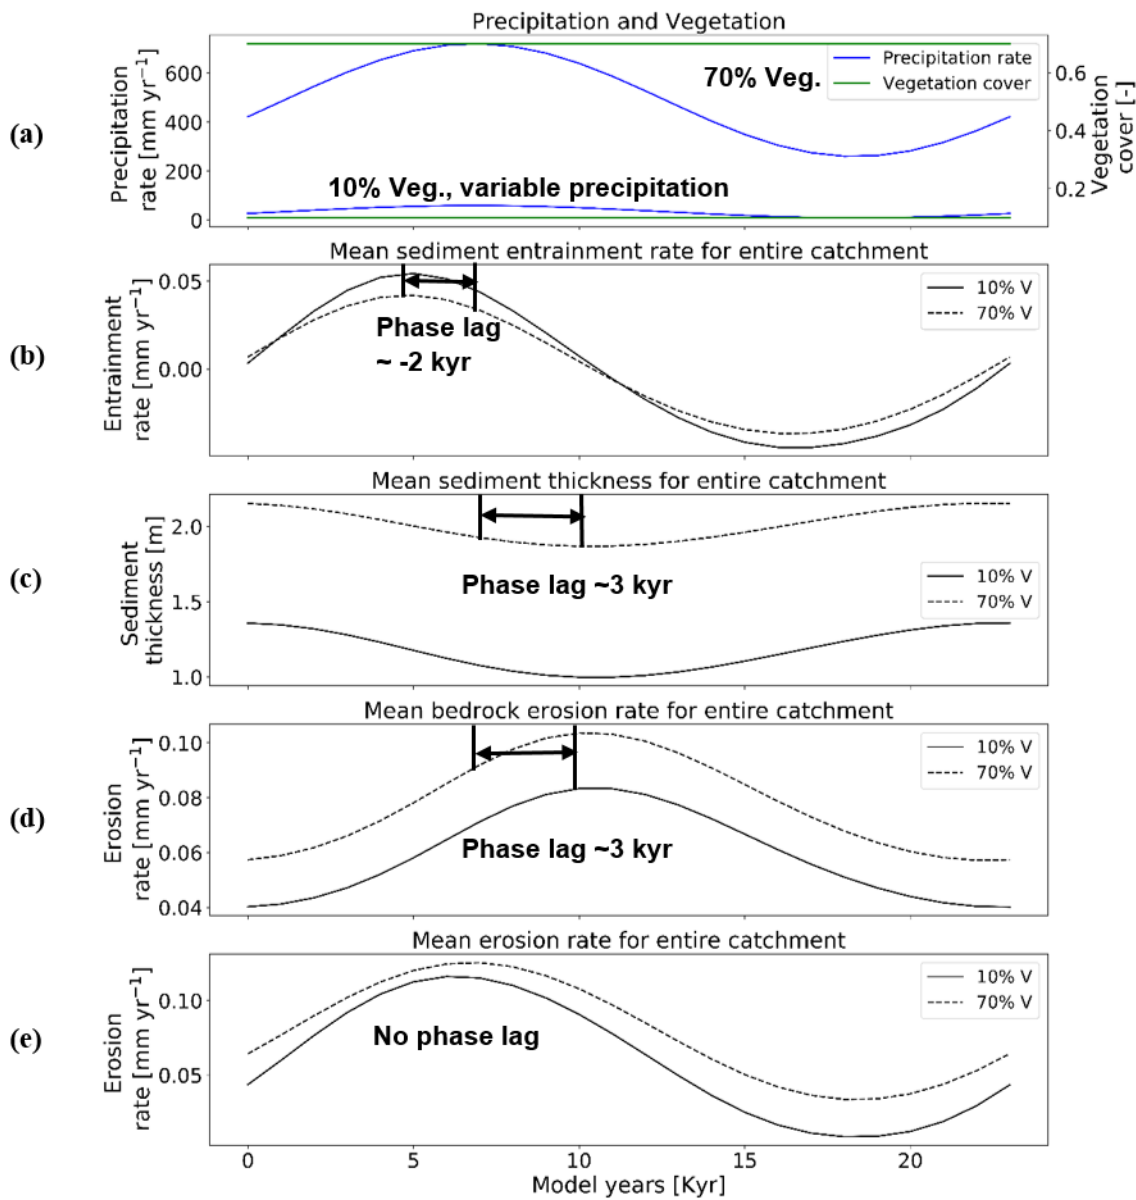 Precipitation and Vegetation
(a)
Precipitation
rate [mm yr⁻¹]
600
400
200
0
70% Veg.
Precipitation rate
Vegetation cover
10% Veg., variable precipitation
0.6
0.4
0.2
Vegetation
cover [-]
Mean sediment entrainment rate for entire catchment
(b)
Entrainment
rate [mm yr⁻¹]
0.05
0.00
Phase lag
~ -2 kyr
10% V
70% V
Mean sediment thickness for entire catchment
(c)
Sediment
thickness [m]
2.0
1.5
1.0
Phase lag ~3 kyr
10% V
70% V
Mean bedrock erosion rate for entire catchment
(d)
Erosion
rate [mm yr⁻¹]
0.10
0.08
0.06
0.04
Phase lag ~3 kyr
10% V
70% V
Mean erosion rate for entire catchment
(e)
Erosion
rate [mm yr⁻¹]
0.10
0.05
No phase lag
10% V
70% V
0 5 10 15 20
Model years [Kyr]